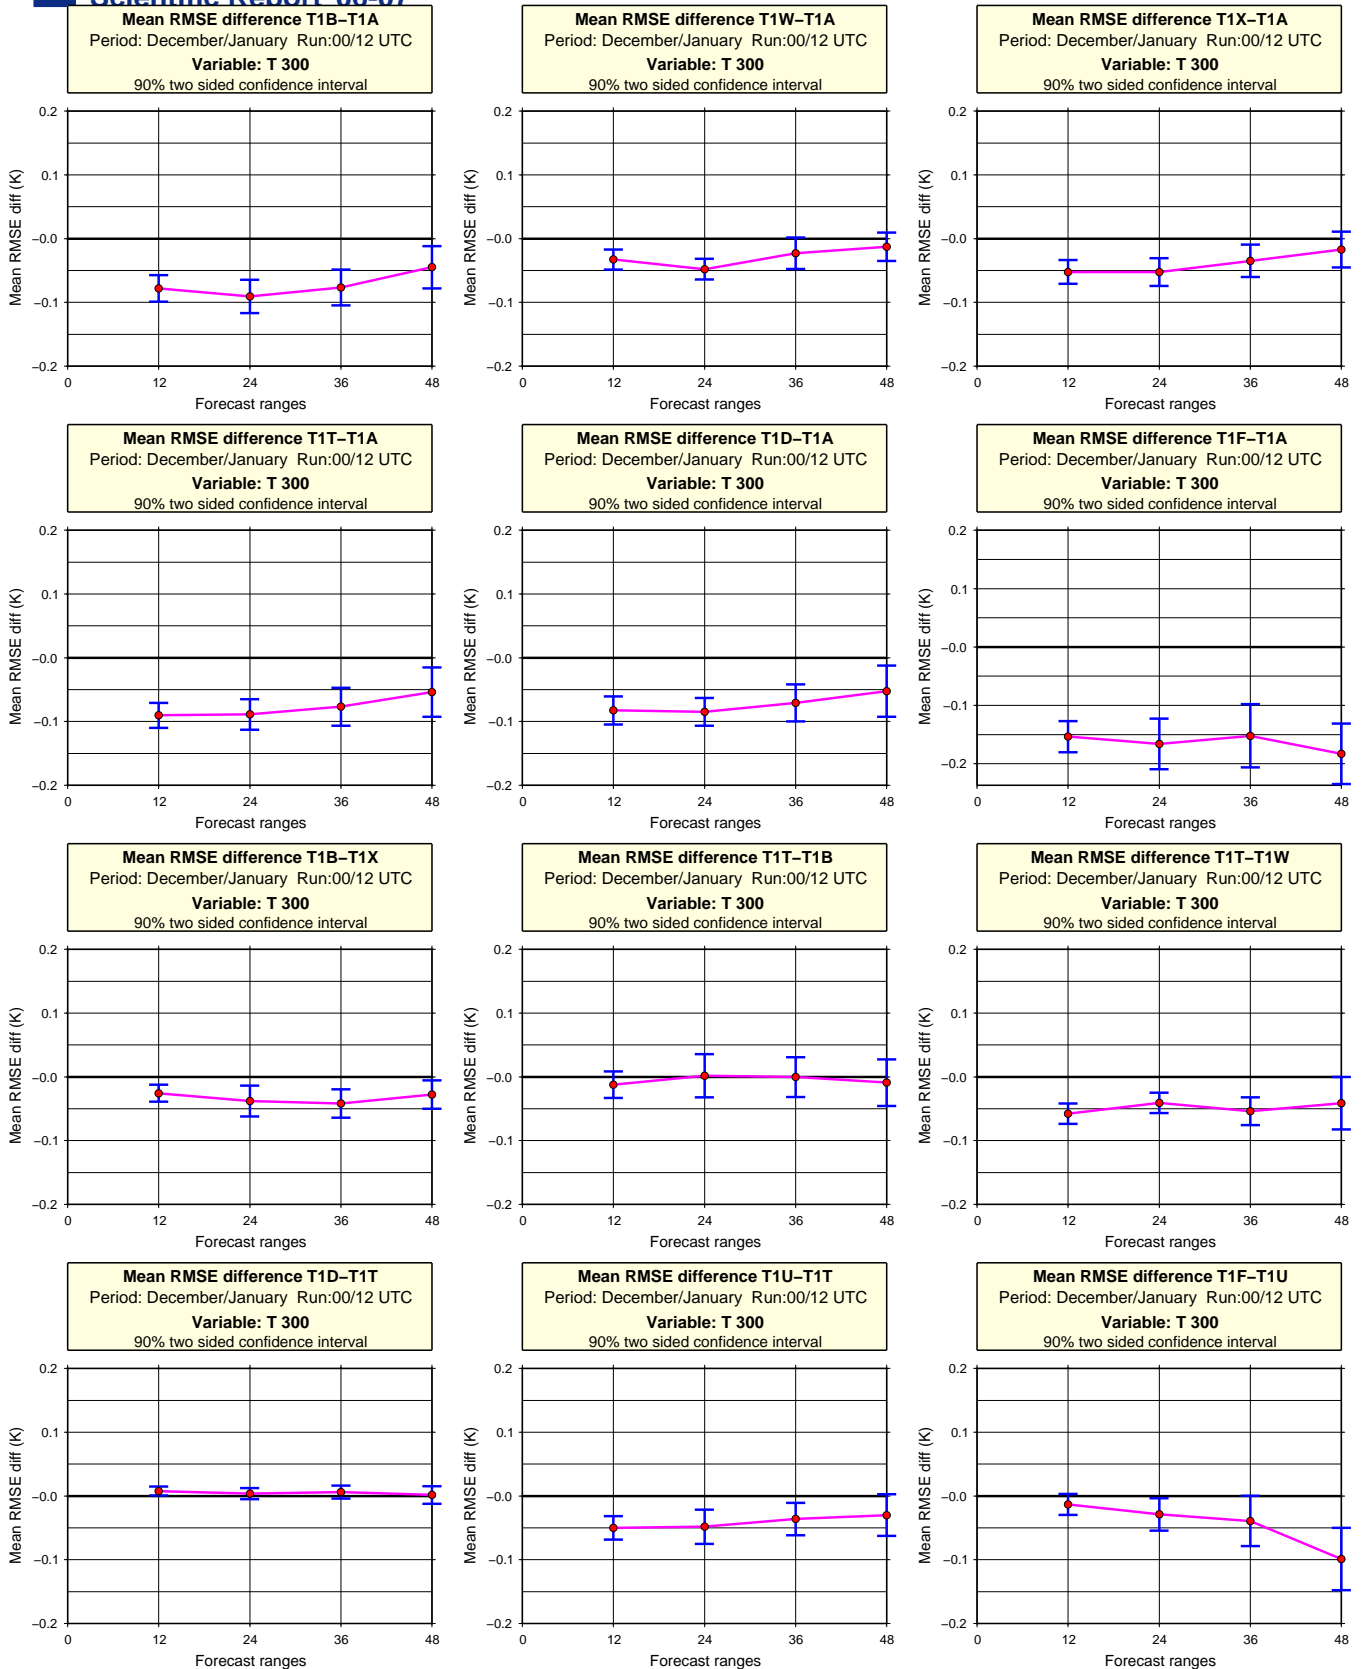 Scientific Report 06-07
Mean RMSE difference T1B−T1A
Period: December/January Run:00/12 UTC
Variable: T 300
90% two sided confidence interval
Mean RMSE diff (K)
0.2
0.1
−0.0
−0.1
−0.2
0 12 24 36 48
Forecast ranges
Mean RMSE difference T1W−T1A
Period: December/January Run:00/12 UTC
Variable: T 300
90% two sided confidence interval
Mean RMSE diff (K)
0.2
0.1
−0.0
−0.1
−0.2
0 12 24 36 48
Forecast ranges
Mean RMSE difference T1X−T1A
Period: December/January Run:00/12 UTC
Variable: T 300
90% two sided confidence interval
Mean RMSE diff (K)
0.2
0.1
−0.0
−0.1
−0.2
0 12 24 36 48
Forecast ranges
Mean RMSE difference T1T−T1A
Period: December/January Run:00/12 UTC
Variable: T 300
90% two sided confidence interval
Mean RMSE diff (K)
0.2
0.1
−0.0
−0.1
−0.2
0 12 24 36 48
Forecast ranges
Mean RMSE difference T1D−T1A
Period: December/January Run:00/12 UTC
Variable: T 300
90% two sided confidence interval
Mean RMSE diff (K)
0.2
0.1
−0.0
−0.1
−0.2
0 12 24 36 48
Forecast ranges
Mean RMSE difference T1F−T1A
Period: December/January Run:00/12 UTC
Variable: T 300
90% two sided confidence interval
Mean RMSE diff (K)
0.2
0.1
−0.0
−0.1
−0.2
0 12 24 36 48
Forecast ranges
Mean RMSE difference T1B−T1X
Period: December/January Run:00/12 UTC
Variable: T 300
90% two sided confidence interval
Mean RMSE diff (K)
0.2
0.1
−0.0
−0.1
−0.2
0 12 24 36 48
Forecast ranges
Mean RMSE difference T1T−T1B
Period: December/January Run:00/12 UTC
Variable: T 300
90% two sided confidence interval
Mean RMSE diff (K)
0.2
0.1
−0.0
−0.1
−0.2
0 12 24 36 48
Forecast ranges
Mean RMSE difference T1T−T1W
Period: December/January Run:00/12 UTC
Variable: T 300
90% two sided confidence interval
Mean RMSE diff (K)
0.2
0.1
−0.0
−0.1
−0.2
0 12 24 36 48
Forecast ranges
Mean RMSE difference T1D−T1T
Period: December/January Run:00/12 UTC
Variable: T 300
90% two sided confidence interval
Mean RMSE diff (K)
0.2
0.1
−0.0
−0.1
−0.2
0 12 24 36 48
Forecast ranges
Mean RMSE difference T1U−T1T
Period: December/January Run:00/12 UTC
Variable: T 300
90% two sided confidence interval
Mean RMSE diff (K)
0.2
0.1
−0.0
−0.1
−0.2
0 12 24 36 48
Forecast ranges
Mean RMSE difference T1F−T1U
Period: December/January Run:00/12 UTC
Variable: T 300
90% two sided confidence interval
Mean RMSE diff (K)
0.2
0.1
−0.0
−0.1
−0.2
0 12 24 36 48
Forecast ranges